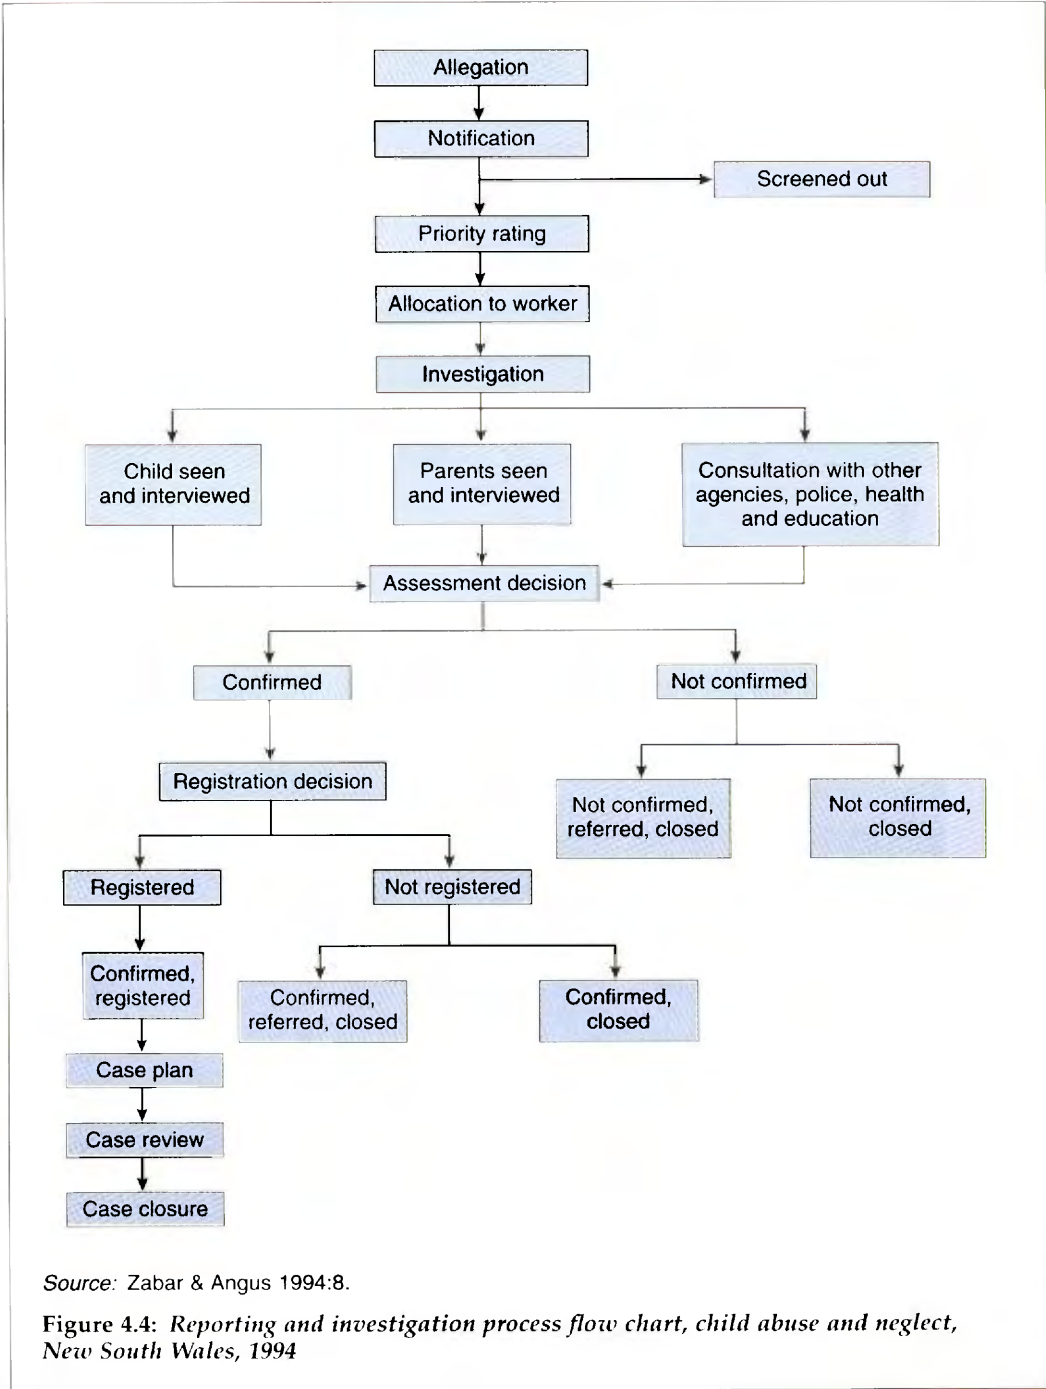 Allegation
Notification
Screened out
Priority rating
Allocation to worker
Investigation
Child seen
and interviewed
Parents seen
and interviewed
Consultation with other
agencies, police, health
and education
Assessment decision
Confirmed
Not confirmed
Registration decision
Not confirmed,
referred, closed
Not confirmed,
closed
Registered
Not registered
Confirmed,
registered
Confirmed,
referred, closed
Confirmed,
closed
Case plan
Case review
Case closure
Source: Zabar & Angus 1994:8.
Figure 4.4: Reporting and investigation process flow chart, child abuse and neglect,
New South Wales, 1994